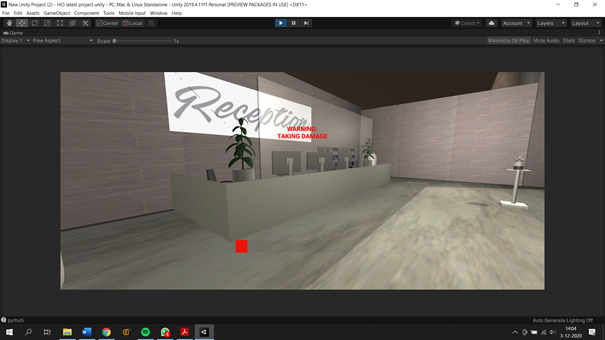 New Unity Project (2) - HCI latest project.unity - PC, Mac & Linux Standalone - Unity 2019.4.11f1 Personal [PREVIEW PACKAGES IN USE] <DX11>
File Edit Assets GameObject Component Tools Mobile Input Window Help
Center Local Collab Account Layers Layout
Game
Display 1 Free Aspect Scale 1x Maximize On Play Mute Audio Stats Gizmos
Reception
WARNING:
TAKING DAMAGE
Auto Generate Lighting Off
14:04
3-12-2020